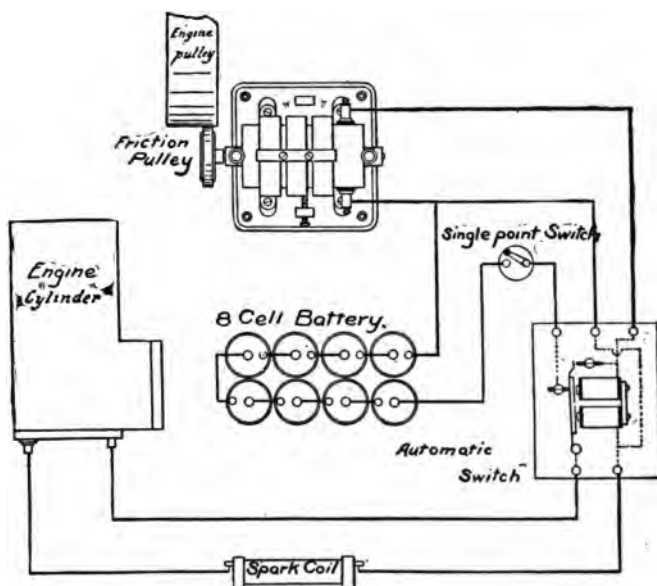 Engine
pulley
Friction
Pulley
Single point Switch
Engine
Cylinder
8 Cell Battery.
Automatic
Switch
Spark Coil